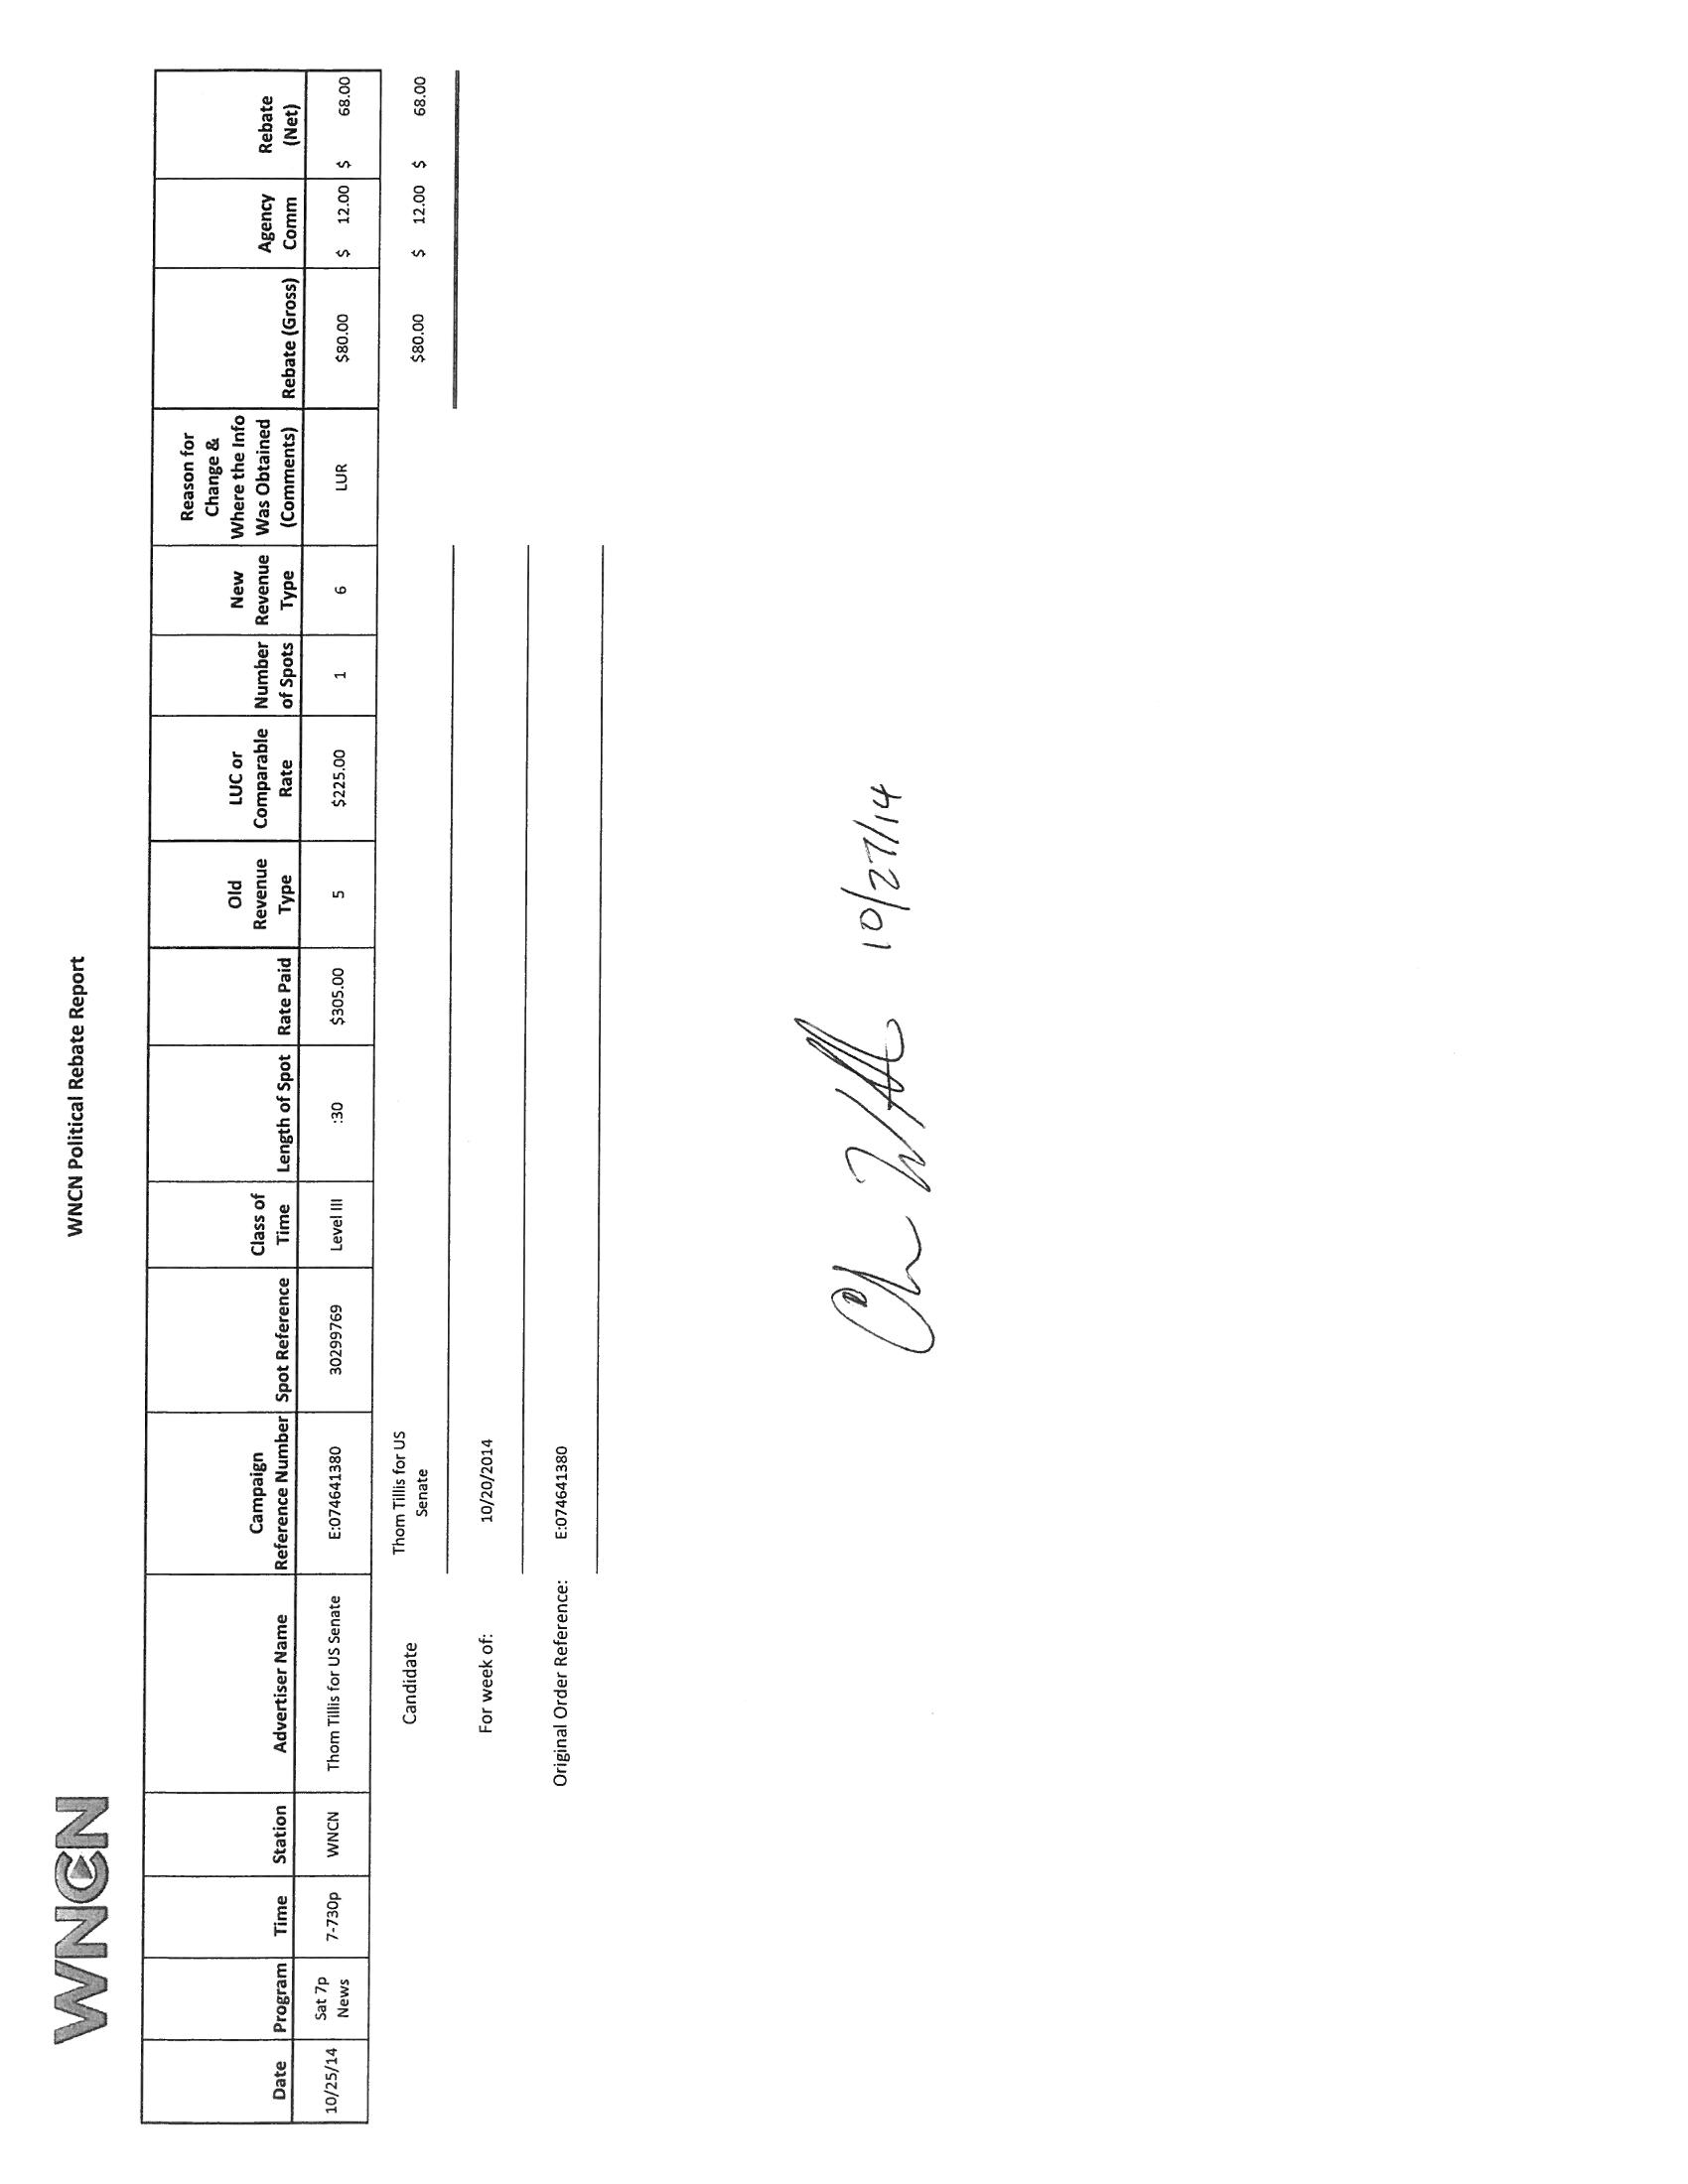 WNCN
WNCN Political Rebate Report
Date Program Time Station Advertiser Name Campaign Reference Number Spot Reference Class of Time Length of Spot Rate Paid Old Revenue Type LUC or Comparable Rate Number of Spots New Revenue Type Reason for Change & Where the Info Was Obtained (Comments) Rebate (Gross) Agency Comm Rebate (Net)
10/25/14 Sat 7p News 7-730p WNCN Thom Tillis for US Senate E:074641380 30299769 Level III :30 $305.00 5 $225.00 1 6 LUR $80.00 $ 12.00 $ 68.00
Candidate Thom Tillis for US Senate $80.00 $ 12.00 $ 68.00
For week of: 10/20/2014
Original Order Reference: E:074641380
10/27/14